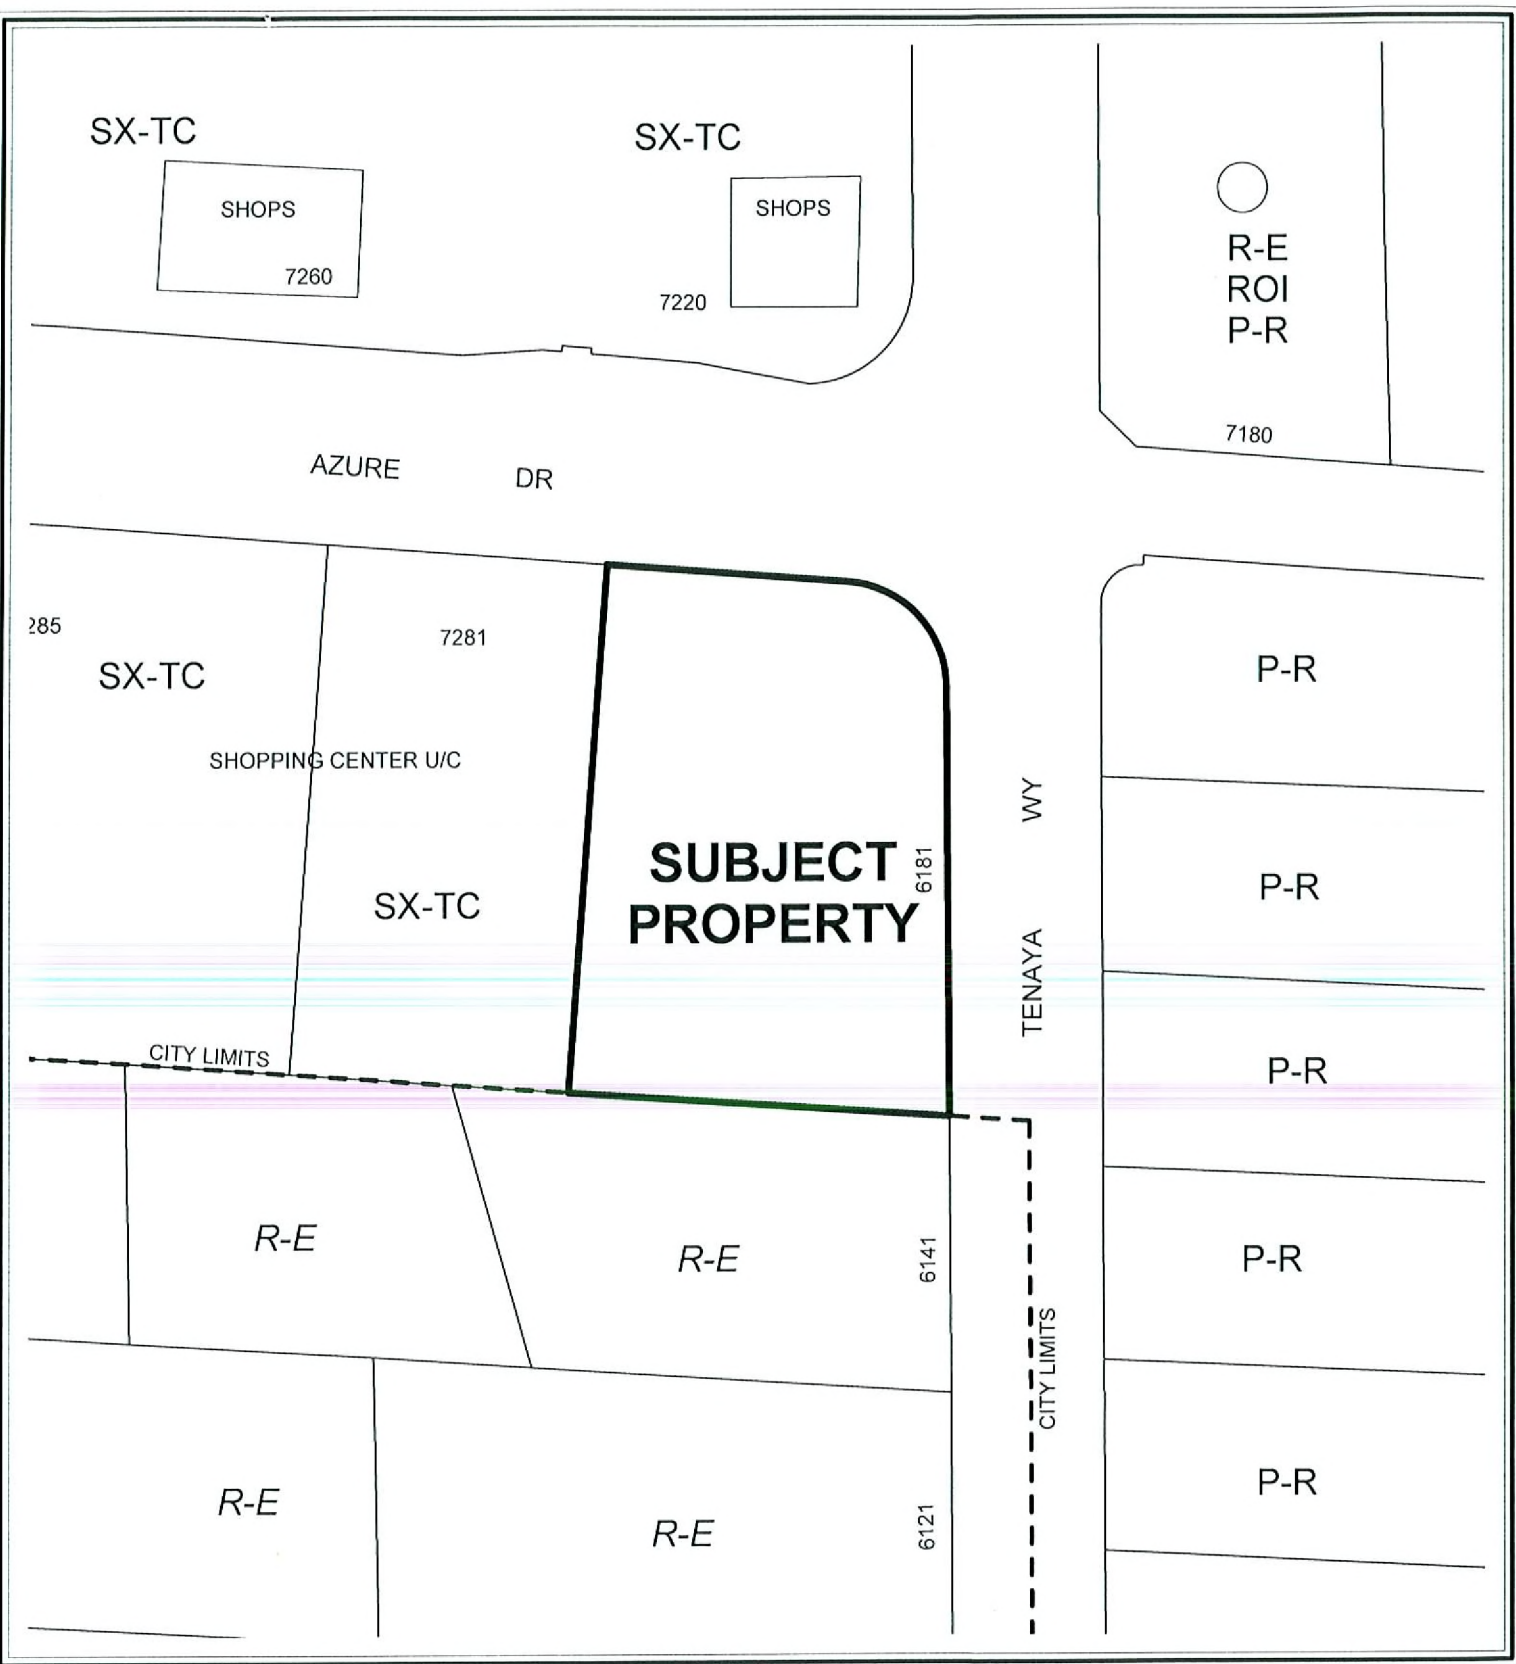 SX-TC
SX-TC
SHOPS
SHOPS
7260
7220
R-E
ROI
P-R
7180
AZURE DR
285
7281
SX-TC
P-R
SHOPPING CENTER U/C
WY
SUBJECT
PROPERTY
6181
P-R
SX-TC
TENAYA
CITY LIMITS
P-R
R-E
R-E
6141
P-R
CITY LIMITS
R-E
R-E
6121
P-R